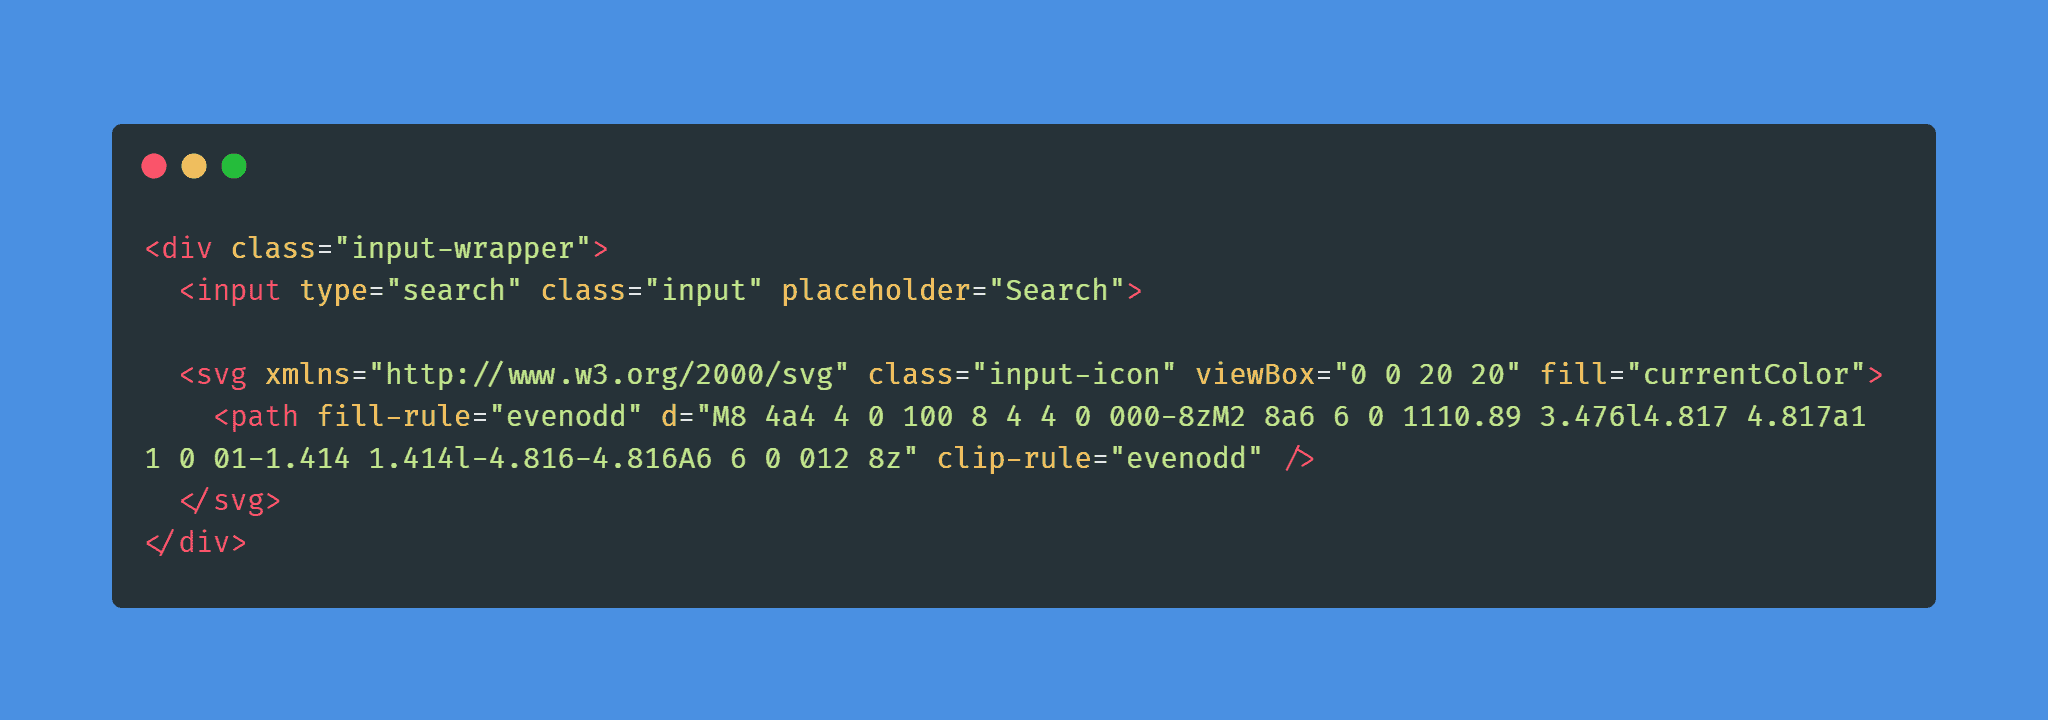 <div class="input-wrapper">
  <input type="search" class="input" placeholder="Search">

  <svg xmlns="http://www.w3.org/2000/svg" class="input-icon" viewBox="0 0 20 20" fill="currentColor">
    <path fill-rule="evenodd" d="M8 4a4 4 0 100 8 4 4 0 000-8zM2 8a6 6 0 1110.89 3.476l4.817 4.817a1
1 0 01-1.414 1.414l-4.816-4.816A6 6 0 012 8z" clip-rule="evenodd" />
  </svg>
</div>